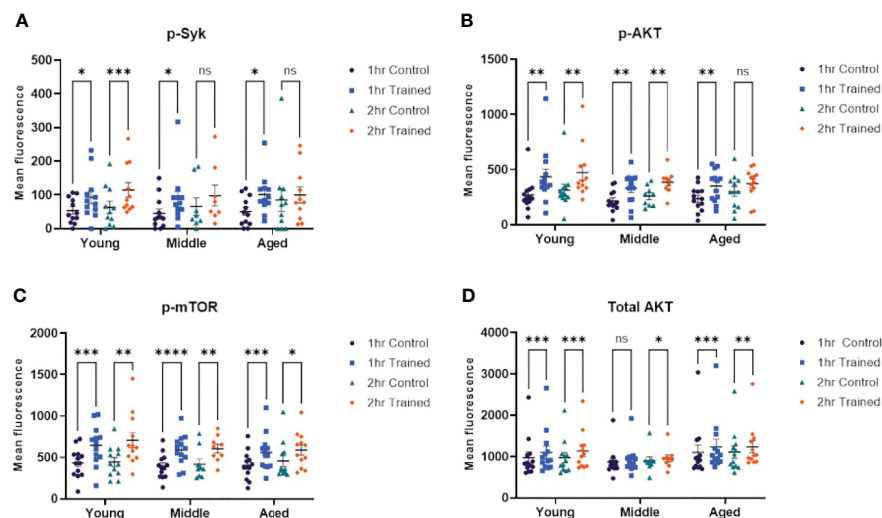 A
p-Syk
Mean fluorescence
500
400
300
200
100
0
* *** * ns * ns
Young Middle Aged
1hr Control
1hr Trained
2hr Control
2hr Trained
B
p-AKT
Mean fluorescence
1500
1000
500
0
** ** ** ** ** ns
Young Middle Aged
1hr Control
1hr Trained
2hr Control
2hr Trained
C
p-mTOR
Mean fluorescence
2000
1500
1000
500
0
*** ** **** ** *** *
Young Middle Aged
1hr Control
1hr Trained
2hr Control
2hr Trained
D
Total AKT
Mean fluorescence
4000
3000
2000
1000
0
*** *** ns * *** **
Young Middle Aged
1hr Control
1hr Trained
2hr Control
2hr Trained